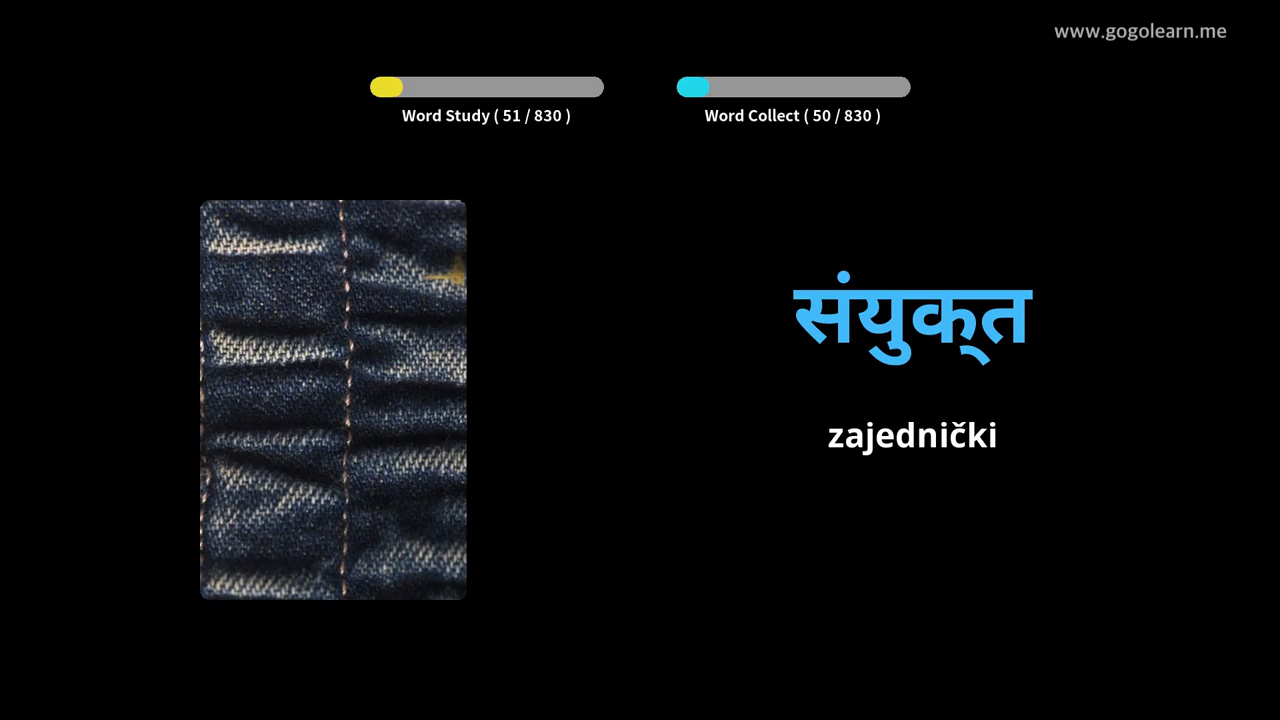 www.gogolearn.me
Word Study ( 51 / 830 )
Word Collect ( 50 / 830 )
संयुक्‌त
zajednički